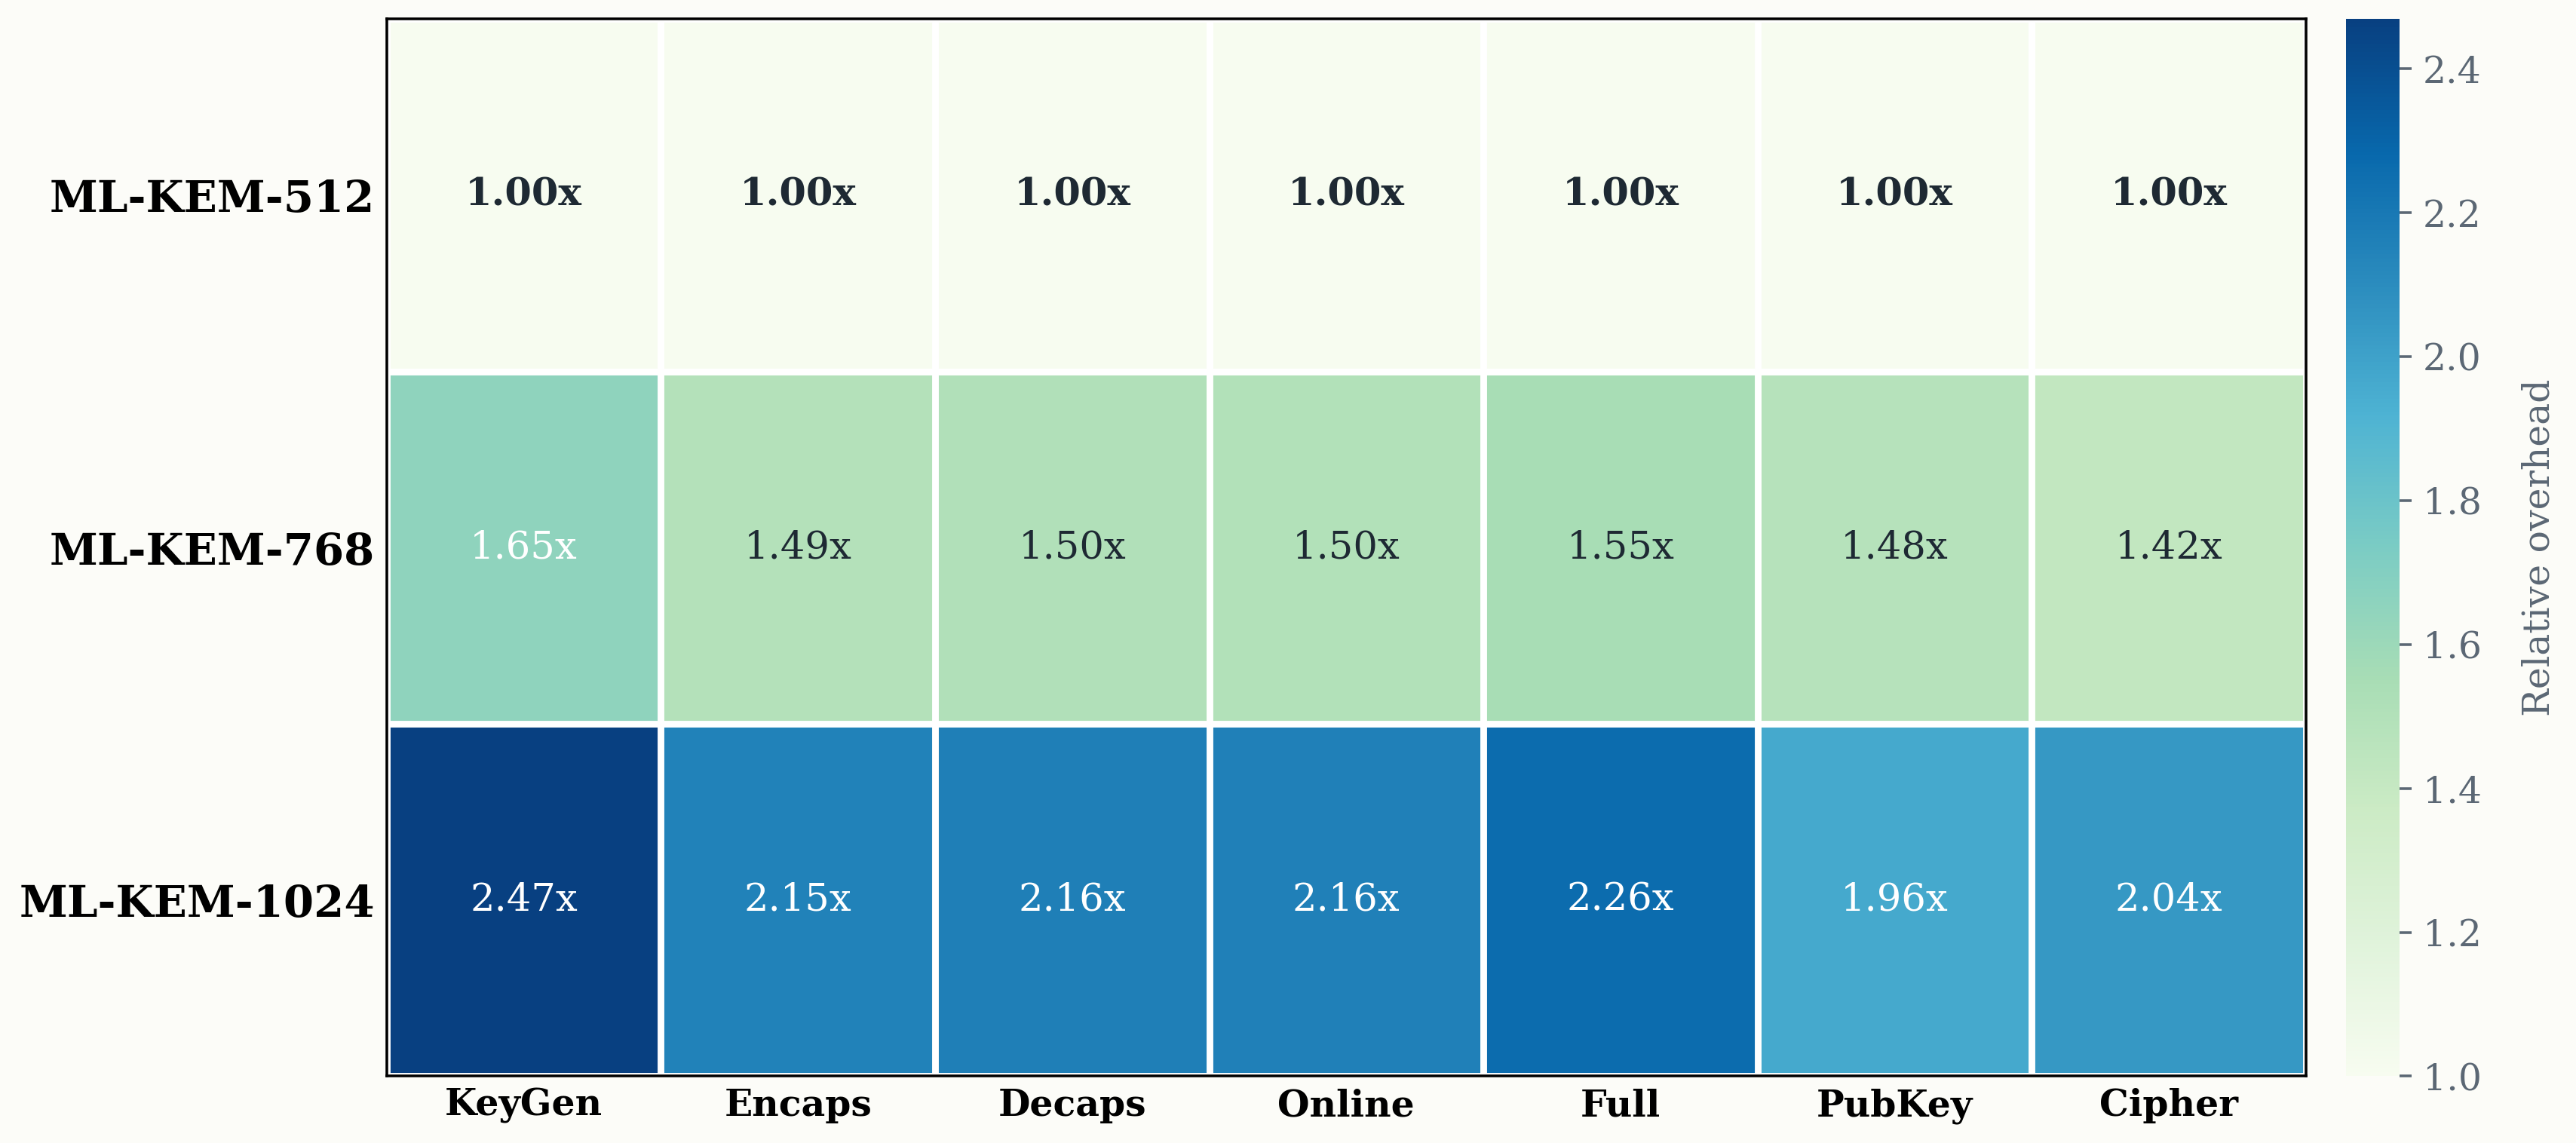 ML-KEM-512 1.00x 1.00x 1.00x 1.00x 1.00x 1.00x 1.00x
ML-KEM-768 1.65x 1.49x 1.50x 1.50x 1.55x 1.48x 1.42x
ML-KEM-1024 2.47x 2.15x 2.16x 2.16x 2.26x 1.96x 2.04x
KeyGen Encaps Decaps Online Full PubKey Cipher
2.4
2.2
2.0
1.8
1.6
1.4
1.2
1.0
Relative overhead